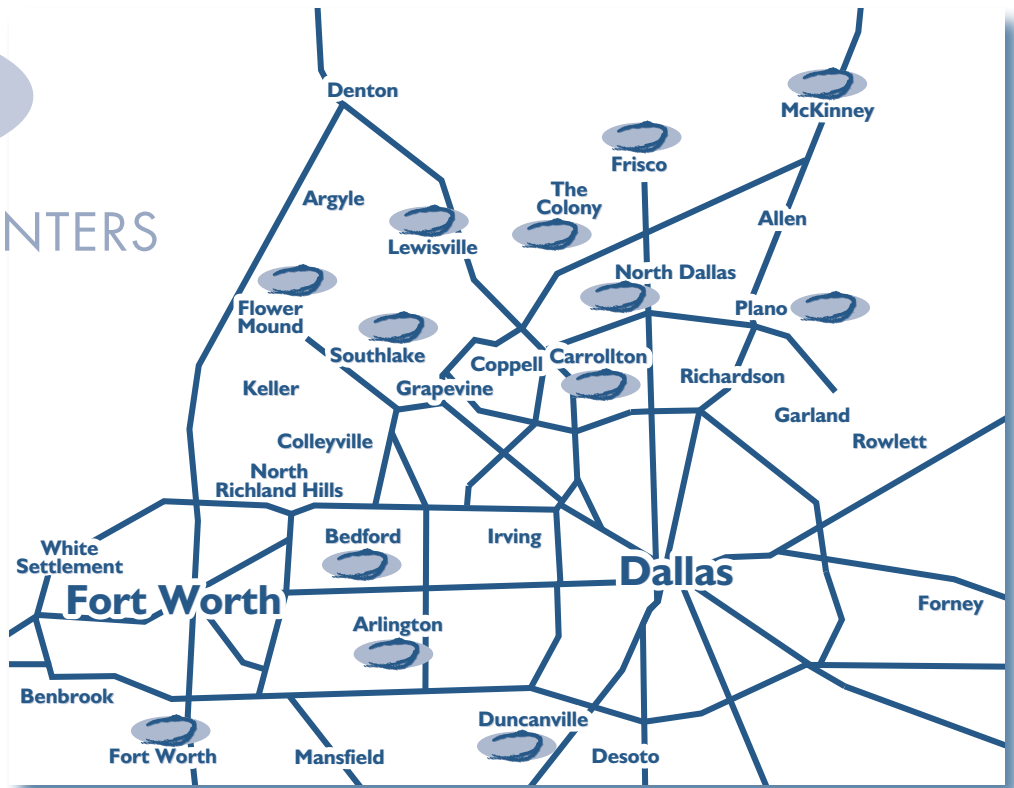 Denton
McKinney
Frisco
Argyle
The
Colony
Allen
NTERS
Lewisville
North Dallas
Flower
Mound
Plano
Southlake
Coppell
Carrollton
Keller
Grapevine
Richardson
Garland
Colleyville
Rowlett
North
Richland Hills
White
Settlement
Bedford
Irving
Dallas
Fort Worth
Forney
Arlington
Benbrook
Duncanville
Fort Worth
Mansfield
Desoto